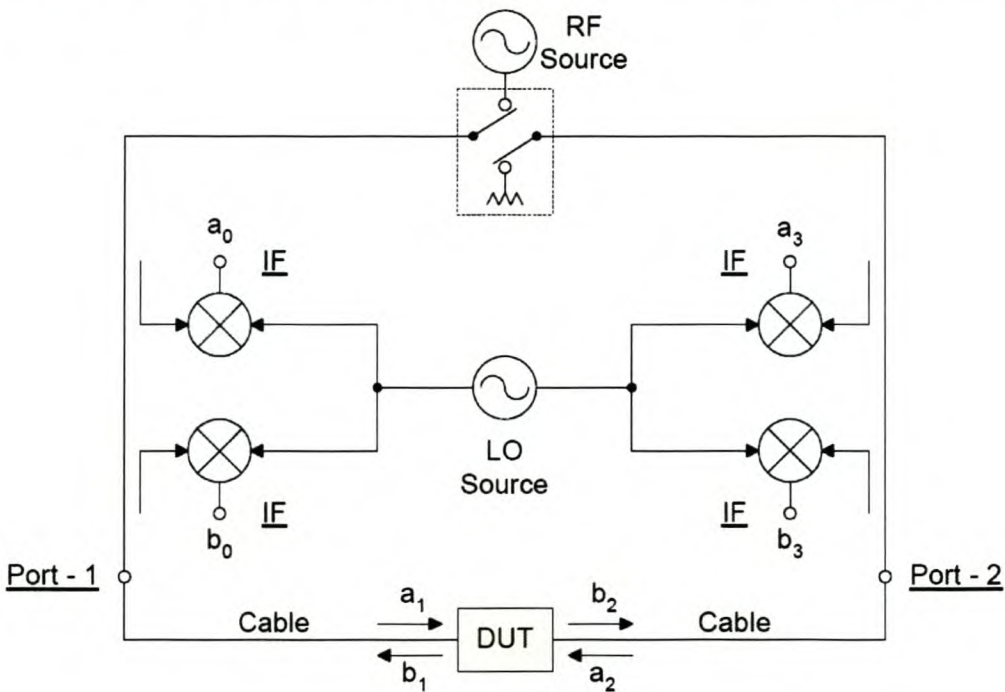 RF
Source
a0
IF
a3
IF
LO
Source
b0
IF
b3
IF
Port - 1
Port - 2
Cable
a1
b1
DUT
b2
a2
Cable